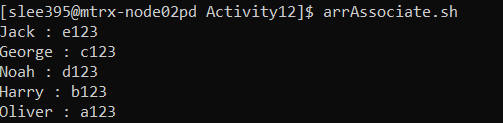 [slee395@mtrx-node02pd Activity12]$ arrAssociate.sh
Jack : e123
George : c123
Noah : d123
Harry : b123
Oliver : a123